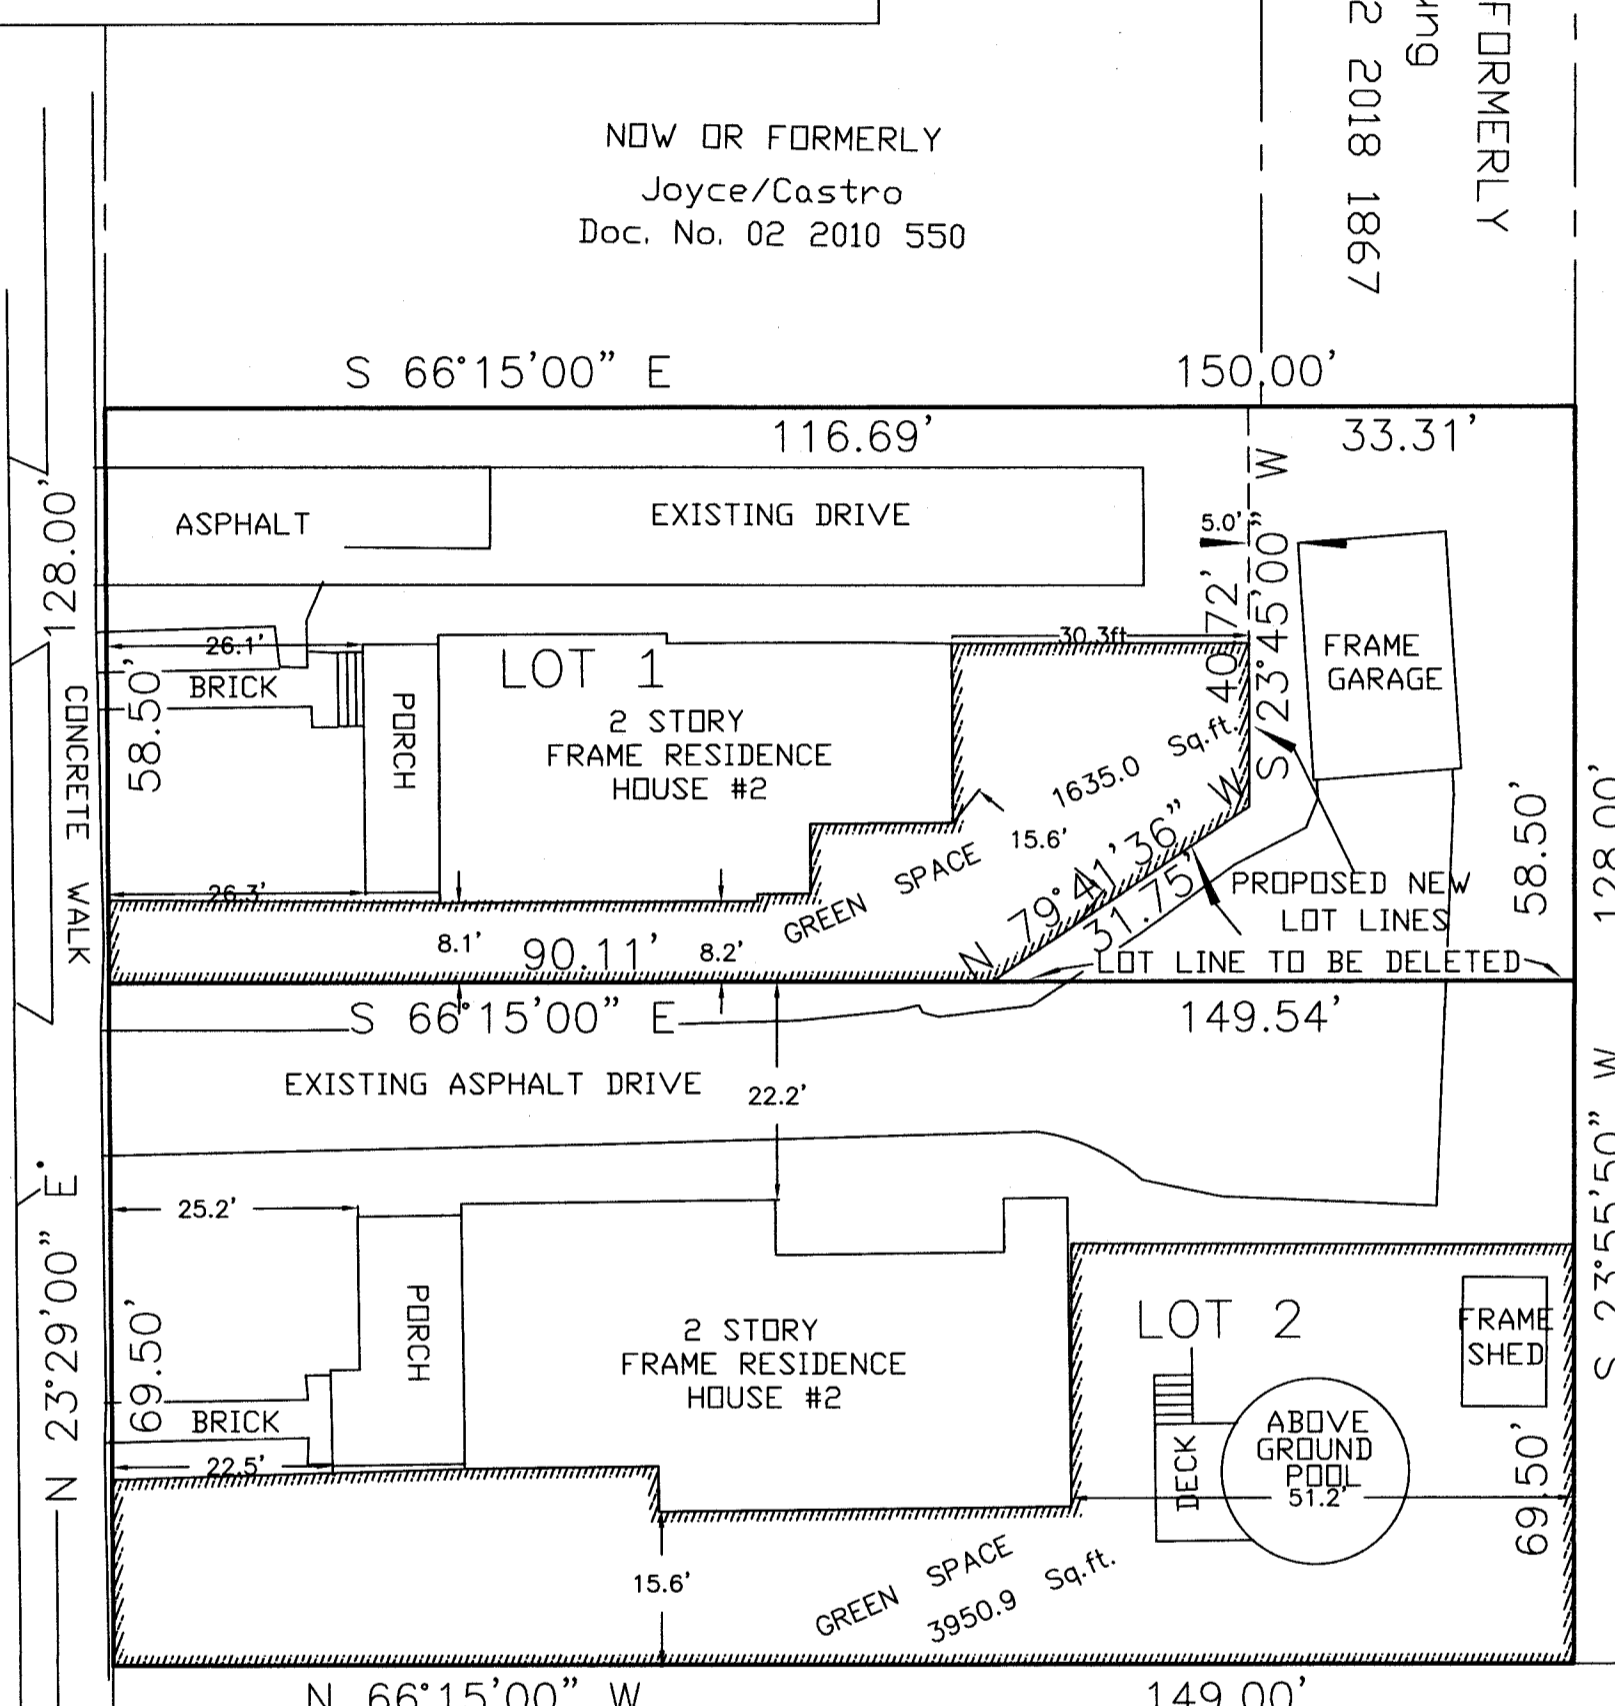 FORMERLY
ung
2 2018 1867
NOW OR FORMERLY
Joyce/Castro
Doc. No. 02 2010 550
S 66°15'00" E
150.00'
116.69'
33.31'
ASPHALT
EXISTING DRIVE
5.0'
128.00'
40.72'
S 23°45'00" W
26.1'
30.3ft
FRAME
GARAGE
BRICK
58.50'
PORCH
LOT 1
2 STORY
FRAME RESIDENCE
HOUSE #2
1635.0 Sq.ft.
15.6'
GREEN SPACE
CONCRETE WALK
26.3'
N 79°41'36" W
31.75'
PROPOSED NEW
LOT LINES
58.50'
128.00'
8.1'
90.11'
8.2'
LOT LINE TO BE DELETED
S 66°15'00" E
149.54'
EXISTING ASPHALT DRIVE
22.2'
N 23°29'00" E
S 23°55'50" W
25.2'
PORCH
69.50'
BRICK
22.5'
2 STORY
FRAME RESIDENCE
HOUSE #2
LOT 2
FRAME
SHED
DECK
ABOVE
GROUND
POOL
51.2'
69.50'
15.6'
GREEN SPACE
3950.9 Sq.ft.
N 66°15'00" W
149.00'